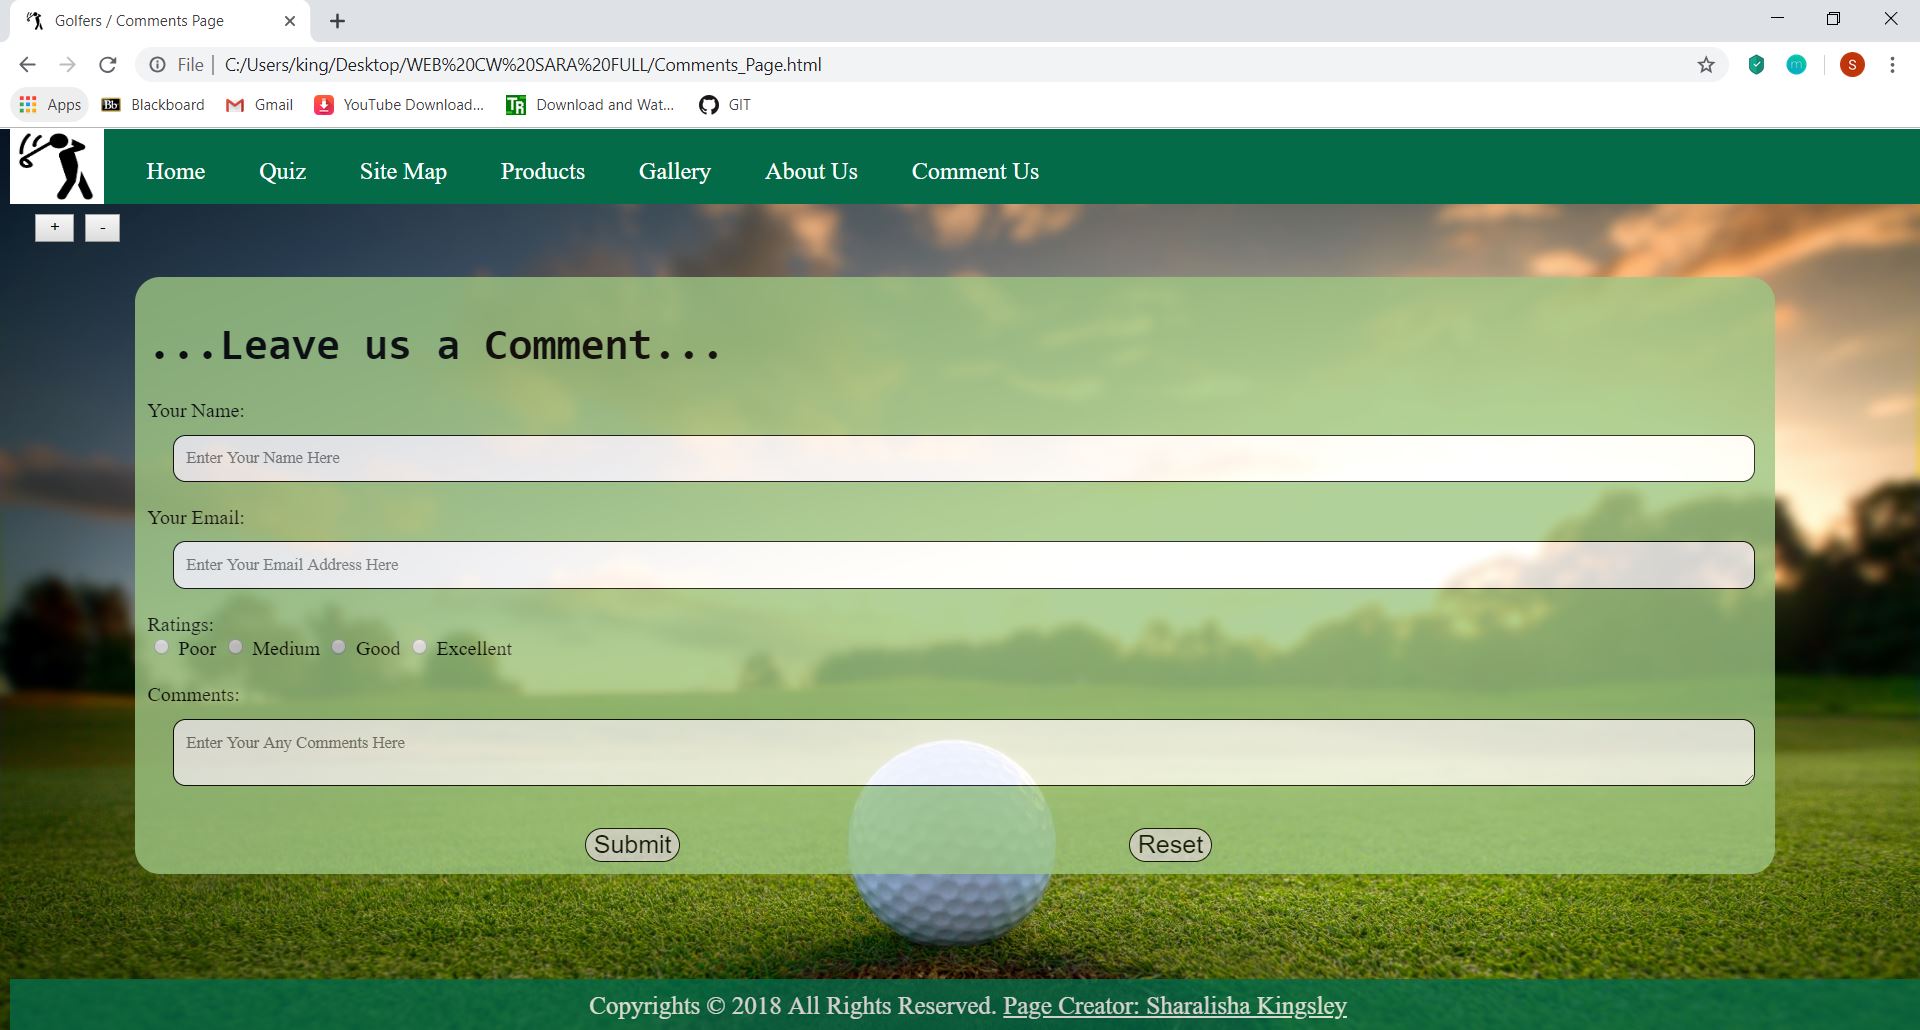 Golfers / Comments Page
File | C:/Users/king/Desktop/WEB%20CW%20SARA%20FULL/Comments_Page.html
S
Apps Bb Blackboard Gmail YouTube Download... TR Download and Wat... GIT
Home Quiz Site Map Products Gallery About Us Comment Us
+ -
...Leave us a Comment...
Your Name:
Enter Your Name Here
Your Email:
Enter Your Email Address Here
Ratings:
Poor Medium Good Excellent
Comments:
Enter Your Any Comments Here
Submit Reset
Copyrights © 2018 All Rights Reserved. Page Creator: Sharalisha Kingsley